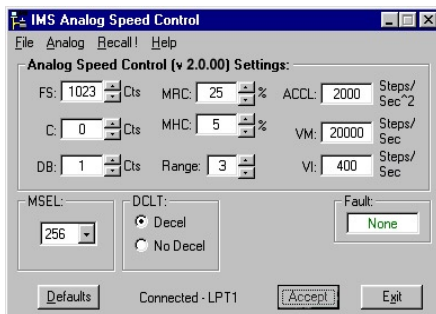 IMS Analog Speed Control
File Analog Recall! Help
Analog Speed Control (v 2.0.00) Settings:
FS: 1023 Cts MRC: 25 % ACCL: 2000 Steps/Sec^2
C: 0 Cts MHC: 5 % VM: 20000 Steps/Sec
DB: 1 Cts Range: 3 VI: 400 Steps/Sec
MSEL: DCLT: Fault:
256 Decel None
No Decel
Defaults Connected - LPT1 Accept Exit